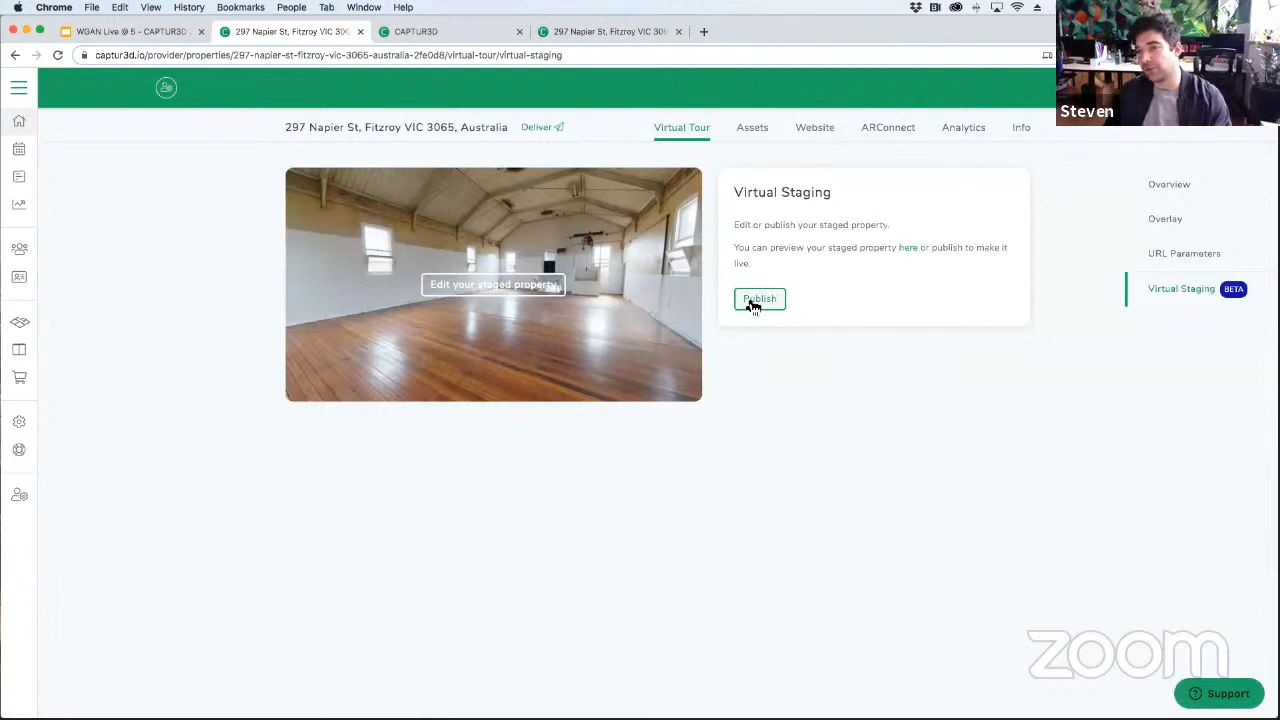 Chrome File Edit View History Bookmarks People Tab Window Help
WGAN Live @ 5 - CAPTUR3D
297 Napier St, Fitzroy VIC 306
CAPTUR3D
297 Napier St, Fitzroy VIC 306
captur3d.io/provider/properties/297-napier-st-fitzroy-vic-3065-australia-2fe0d8/virtual-tour/virtual-staging
Steven
297 Napier St, Fitzroy VIC 3065, Australia Deliver
Virtual Tour Assets Website ARConnect Analytics Info
Edit your staged property
Virtual Staging
Edit or publish your staged property.
You can preview your staged property here or publish to make it
live.
Publish
Overview
Overlay
URL Parameters
Virtual Staging BETA
zoom
Support